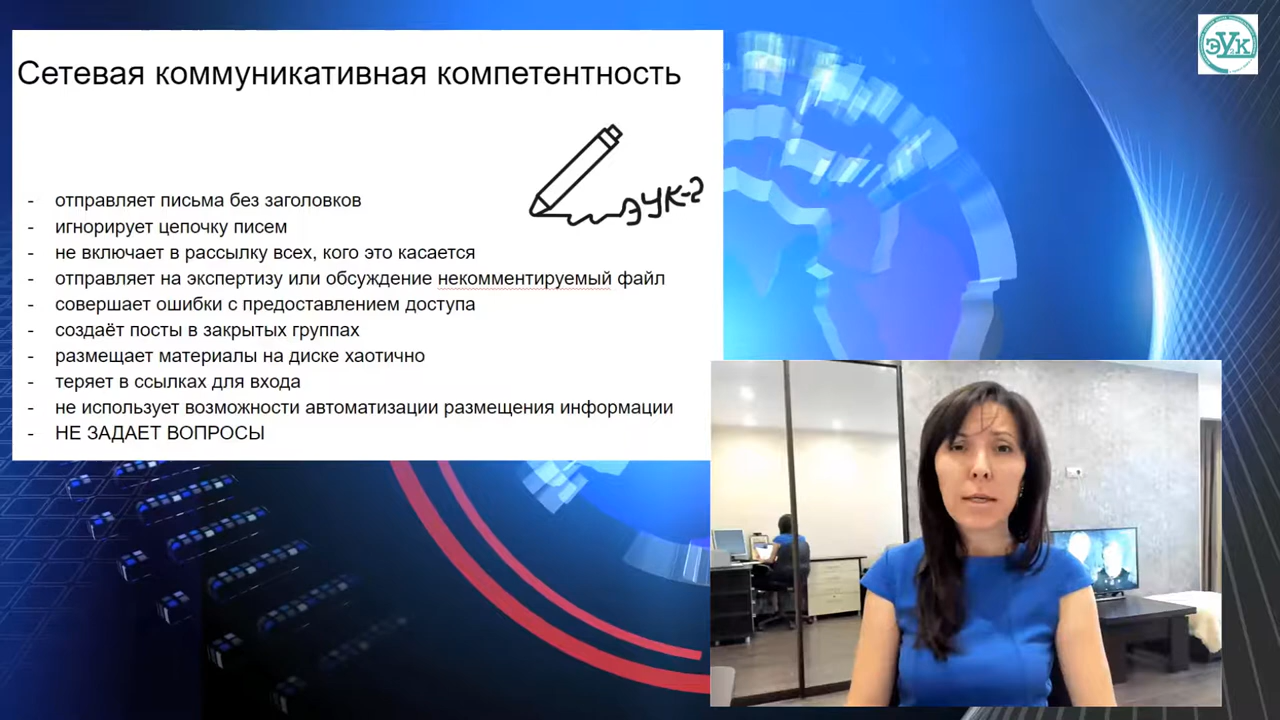 Сетевая коммуникативная компетентность
ЭУК-2
- отправляет письма без заголовков
- игнорирует цепочку писем
- не включает в рассылку всех, кого это касается
- отправляет на экспертизу или обсуждение некомментируемый файл
- совершает ошибки с предоставлением доступа
- создаёт посты в закрытых группах
- размещает материалы на диске хаотично
- теряет в ссылках для входа
- не использует возможности автоматизации размещения информации
- НЕ ЗАДАЕТ ВОПРОСЫ
ЭУК